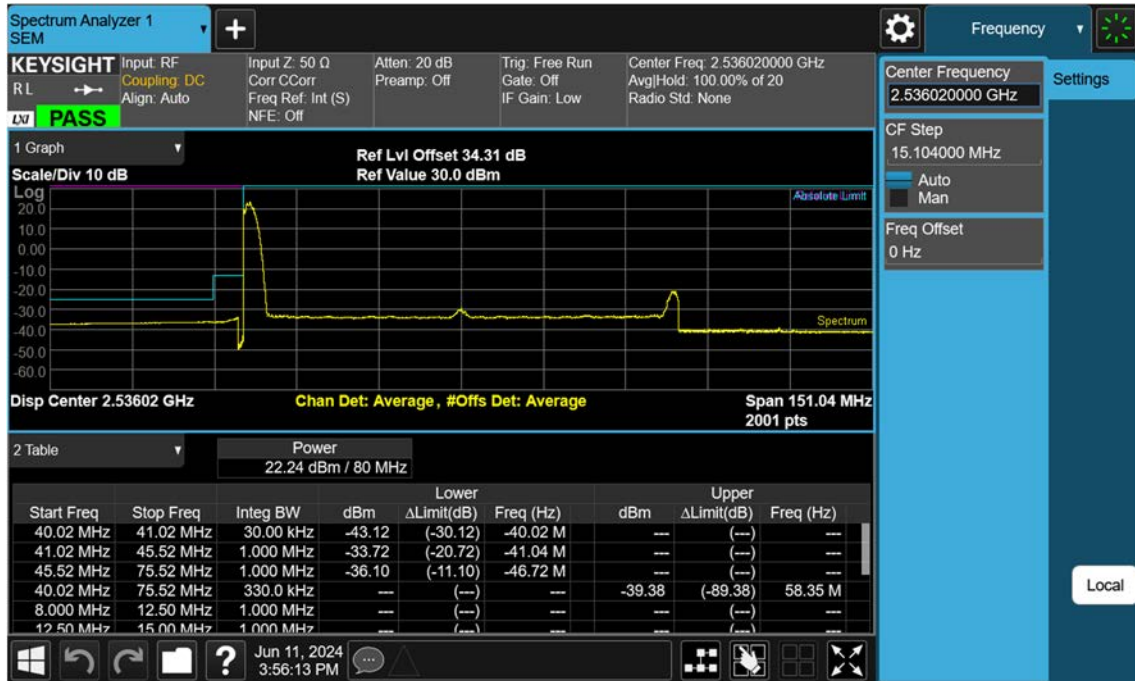 Spectrum Analyzer 1
SEM
Frequency
KEYSIGHT
RL
LXI
PASS
Input: RF
Coupling: DC
Align: Auto
Input Z: 50 Ω
Corr CCorr
Freq Ref: Int (S)
NFE: Off
Atten: 20 dB
Preamp: Off
Trig: Free Run
Gate: Off
IF Gain: Low
Center Freq: 2.536020000 GHz
Avg|Hold: 100.00% of 20
Radio Std: None
Center Frequency
2.536020000 GHz
Settings
CF Step
15.104000 MHz
Auto
Man
Freq Offset
0 Hz
Local
1 Graph
Scale/Div 10 dB
Ref Lvl Offset 34.31 dB
Ref Value 30.0 dBm
Log
20.0
10.0
0.00
-10.0
-20.0
-30.0
-40.0
-50.0
-60.0
Absolute Limit
Spectrum
Disp Center 2.53602 GHz
Chan Det: Average, #Offs Det: Average
Span 151.04 MHz
2001 pts
2 Table
Power
22.24 dBm / 80 MHz
Lower Upper
Start Freq Stop Freq Integ BW dBm ΔLimit(dB) Freq (Hz) dBm ΔLimit(dB) Freq (Hz)
40.02 MHz 41.02 MHz 30.00 kHz -43.12 (-30.12) -40.02 M --- (---) ---
41.02 MHz 45.52 MHz 1.000 MHz -33.72 (-20.72) -41.04 M --- (---) ---
45.52 MHz 75.52 MHz 1.000 MHz -36.10 (-11.10) -46.72 M --- (---) ---
40.02 MHz 75.52 MHz 330.0 kHz --- (---) --- -39.38 (-89.38) 58.35 M
8.000 MHz 12.50 MHz 1.000 MHz --- (---) --- --- (---) ---
12.50 MHz 15.00 MHz 1.000 MHz --- (---) --- --- (---) ---
Jun 11, 2024
3:56:13 PM